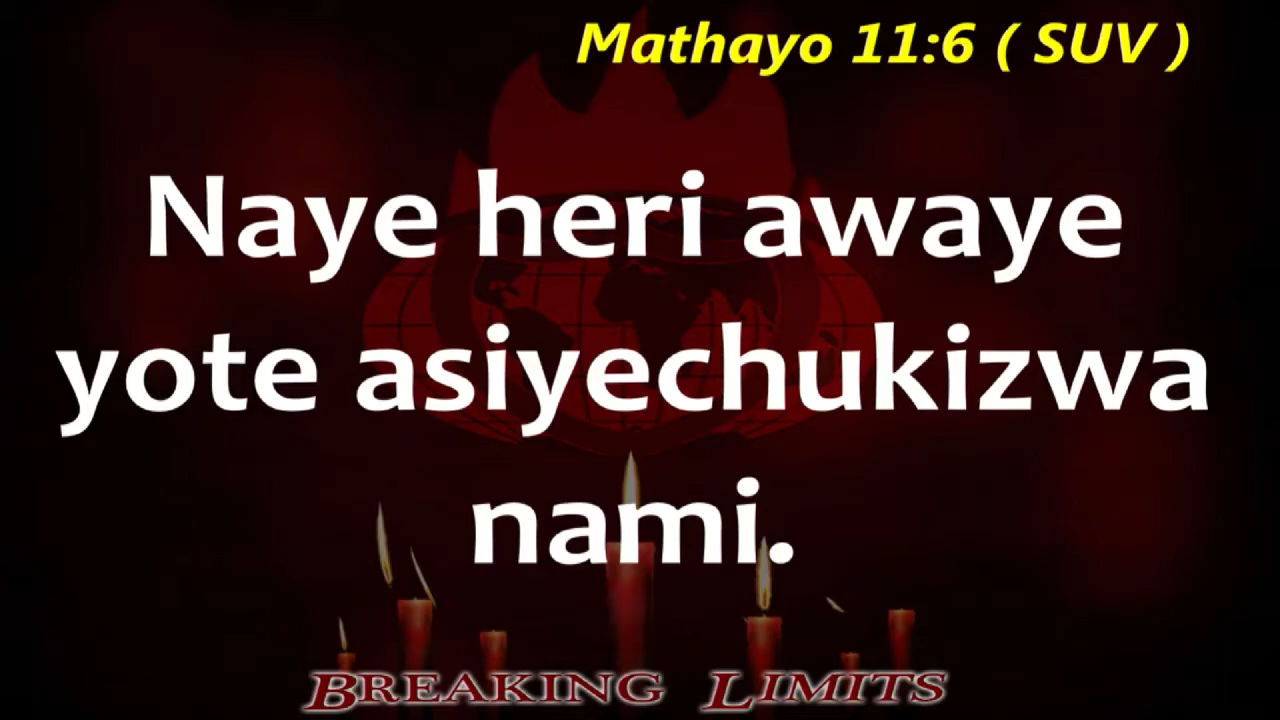 Mathayo 11:6 ( SUV )
Naye heri awaye
yote asiyechukizwa
nami.
BREAKING LIMITS